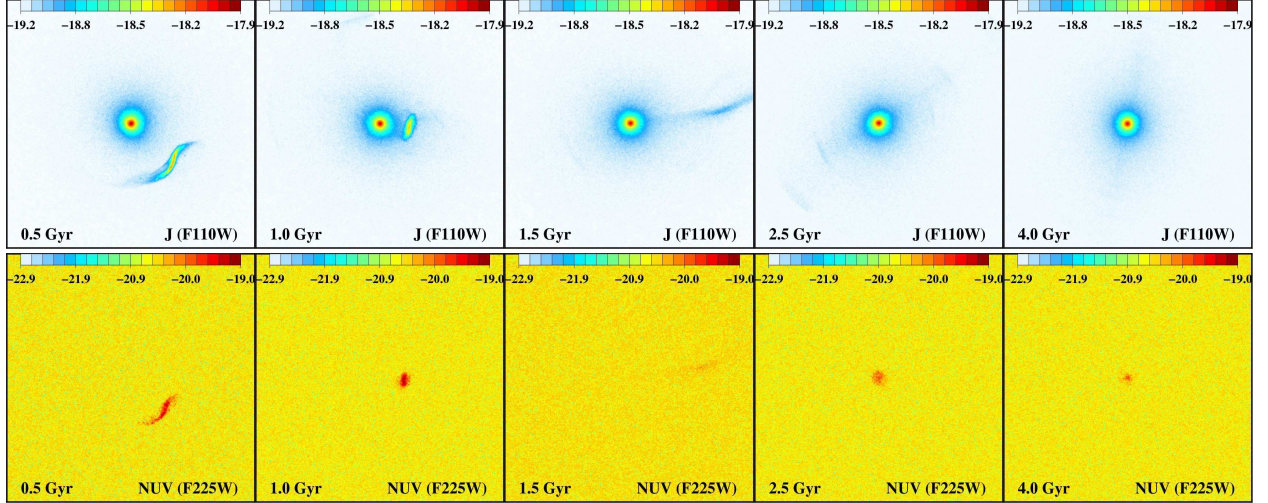 −19.2 −18.8 −18.5 −18.2 −17.9
−19.2 −18.8 −18.5 −18.2 −17.9
−19.2 −18.8 −18.5 −18.2 −17.9
−19.2 −18.8 −18.5 −18.2 −17.9
−19.2 −18.8 −18.5 −18.2 −17.9
0.5 Gyr J (F110W)
1.0 Gyr J (F110W)
1.5 Gyr J (F110W)
2.5 Gyr J (F110W)
4.0 Gyr J (F110W)
−22.9 −21.9 −20.9 −20.0 −19.0
−22.9 −21.9 −20.9 −20.0 −19.0
−22.9 −21.9 −20.9 −20.0 −19.0
−22.9 −21.9 −20.9 −20.0 −19.0
−22.9 −21.9 −20.9 −20.0 −19.0
0.5 Gyr NUV (F225W)
1.0 Gyr NUV (F225W)
1.5 Gyr NUV (F225W)
2.5 Gyr NUV (F225W)
4.0 Gyr NUV (F225W)